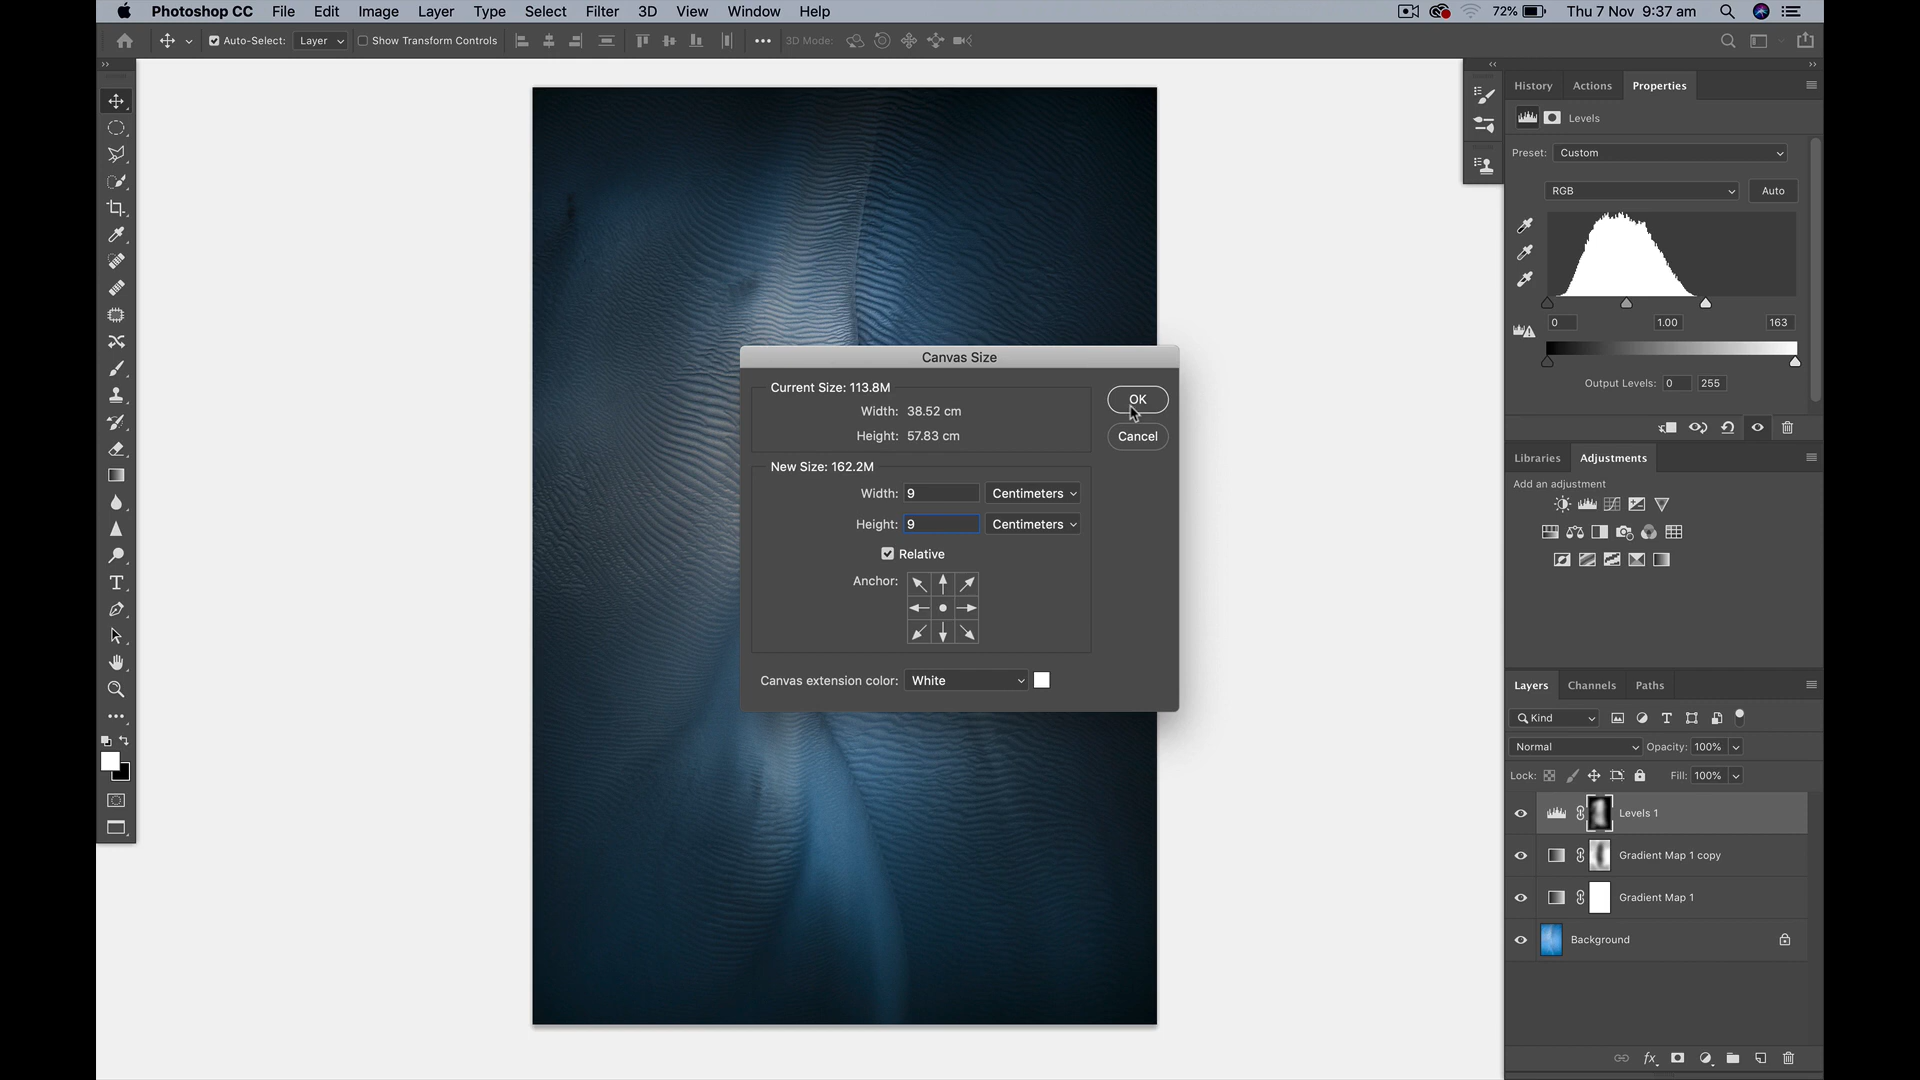 Photoshop CC File Edit Image Layer Type Select Filter 3D View Window Help 72% Thu 7 Nov 9:37 am
Auto-Select: Layer Show Transform Controls 3D Mode:
History Actions Properties
Levels
Preset: Custom
RGB Auto
0 1.00 163
Output Levels: 0 255
Libraries Adjustments
Add an adjustment
Canvas Size
Current Size: 113.8M
Width: 38.52 cm
Height: 57.83 cm
OK
Cancel
New Size: 162.2M
Width: 9 Centimeters
Height: 9 Centimeters
Relative
Anchor:
Canvas extension color: White
Layers Channels Paths
Kind
Normal Opacity: 100%
Lock: Fill: 100%
Levels 1
Gradient Map 1 copy
Gradient Map 1
Background
fx